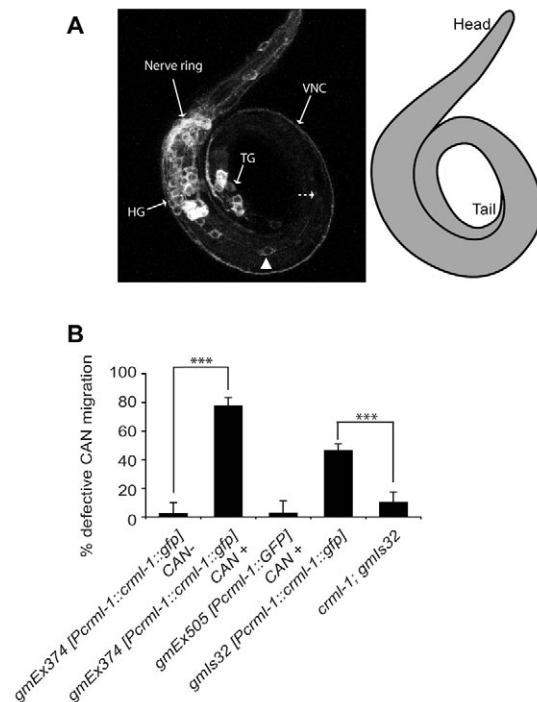 A
Nerve ring
VNC
TG
HG
Head
Tail
B
% defective CAN migration
100
80
60
40
20
0
***
***
gmEx374 [Pcrml-1::crml-1::gfp]
CAN-
gmEx374 [Pcrml-1::crml-1::gfp]
CAN +
gmEx505 [Pcrml-1::GFP]
CAN +
gmIs32 [Pcrml-1::crml-1::gfp]
crml-1; gmIs32